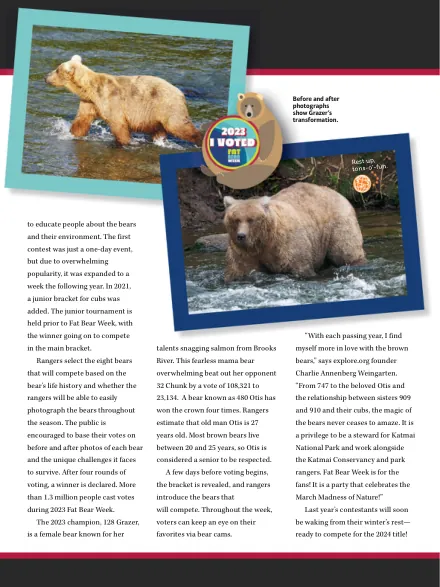 Before and after
photographs
show Grazer's
transformation.
2023
I VOTED
FAT
BEAR
WEEK
Rest up,
tons-o'-fun.
to educate people about the bears
and their environment. The first
contest was just a one-day event,
but due to overwhelming
popularity, it was expanded to a
week the following year. In 2021,
a junior bracket for cubs was
added. The junior tournament is
held prior to Fat Bear Week, with
the winner going on to compete
in the main bracket.
Rangers select the eight bears
that will compete based on the
bear's life history and whether the
rangers will be able to easily
photograph the bears throughout
the season. The public is
encouraged to base their votes on
before and after photos of each bear
and the unique challenges it faces
to survive. After four rounds of
voting, a winner is declared. More
than 1.3 million people cast votes
during 2023 Fat Bear Week.
The 2023 champion, 128 Grazer,
is a female bear known for her
talents snagging salmon from Brooks
River. This fearless mama bear
overwhelming beat out her opponent
32 Chunk by a vote of 108,321 to
23,134. A bear known as 480 Otis has
won the crown four times. Rangers
estimate that old man Otis is 27
years old. Most brown bears live
between 20 and 25 years, so Otis is
considered a senior to be respected.
A few days before voting begins,
the bracket is revealed, and rangers
introduce the bears that
will compete. Throughout the week,
voters can keep an eye on their
favorites via bear cams.
"With each passing year, I find
myself more in love with the brown
bears," says explore.org founder
Charlie Annenberg Weingarten.
"From 747 to the beloved Otis and
the relationship between sisters 909
and 910 and their cubs, the magic of
the bears never ceases to amaze. It is
a privilege to be a steward for Katmai
National Park and work alongside
the Katmai Conservancy and park
rangers. Fat Bear Week is for the
fans! It is a party that celebrates the
March Madness of Nature!"
Last year's contestants will soon
be waking from their winter's rest—
ready to compete for the 2024 title!